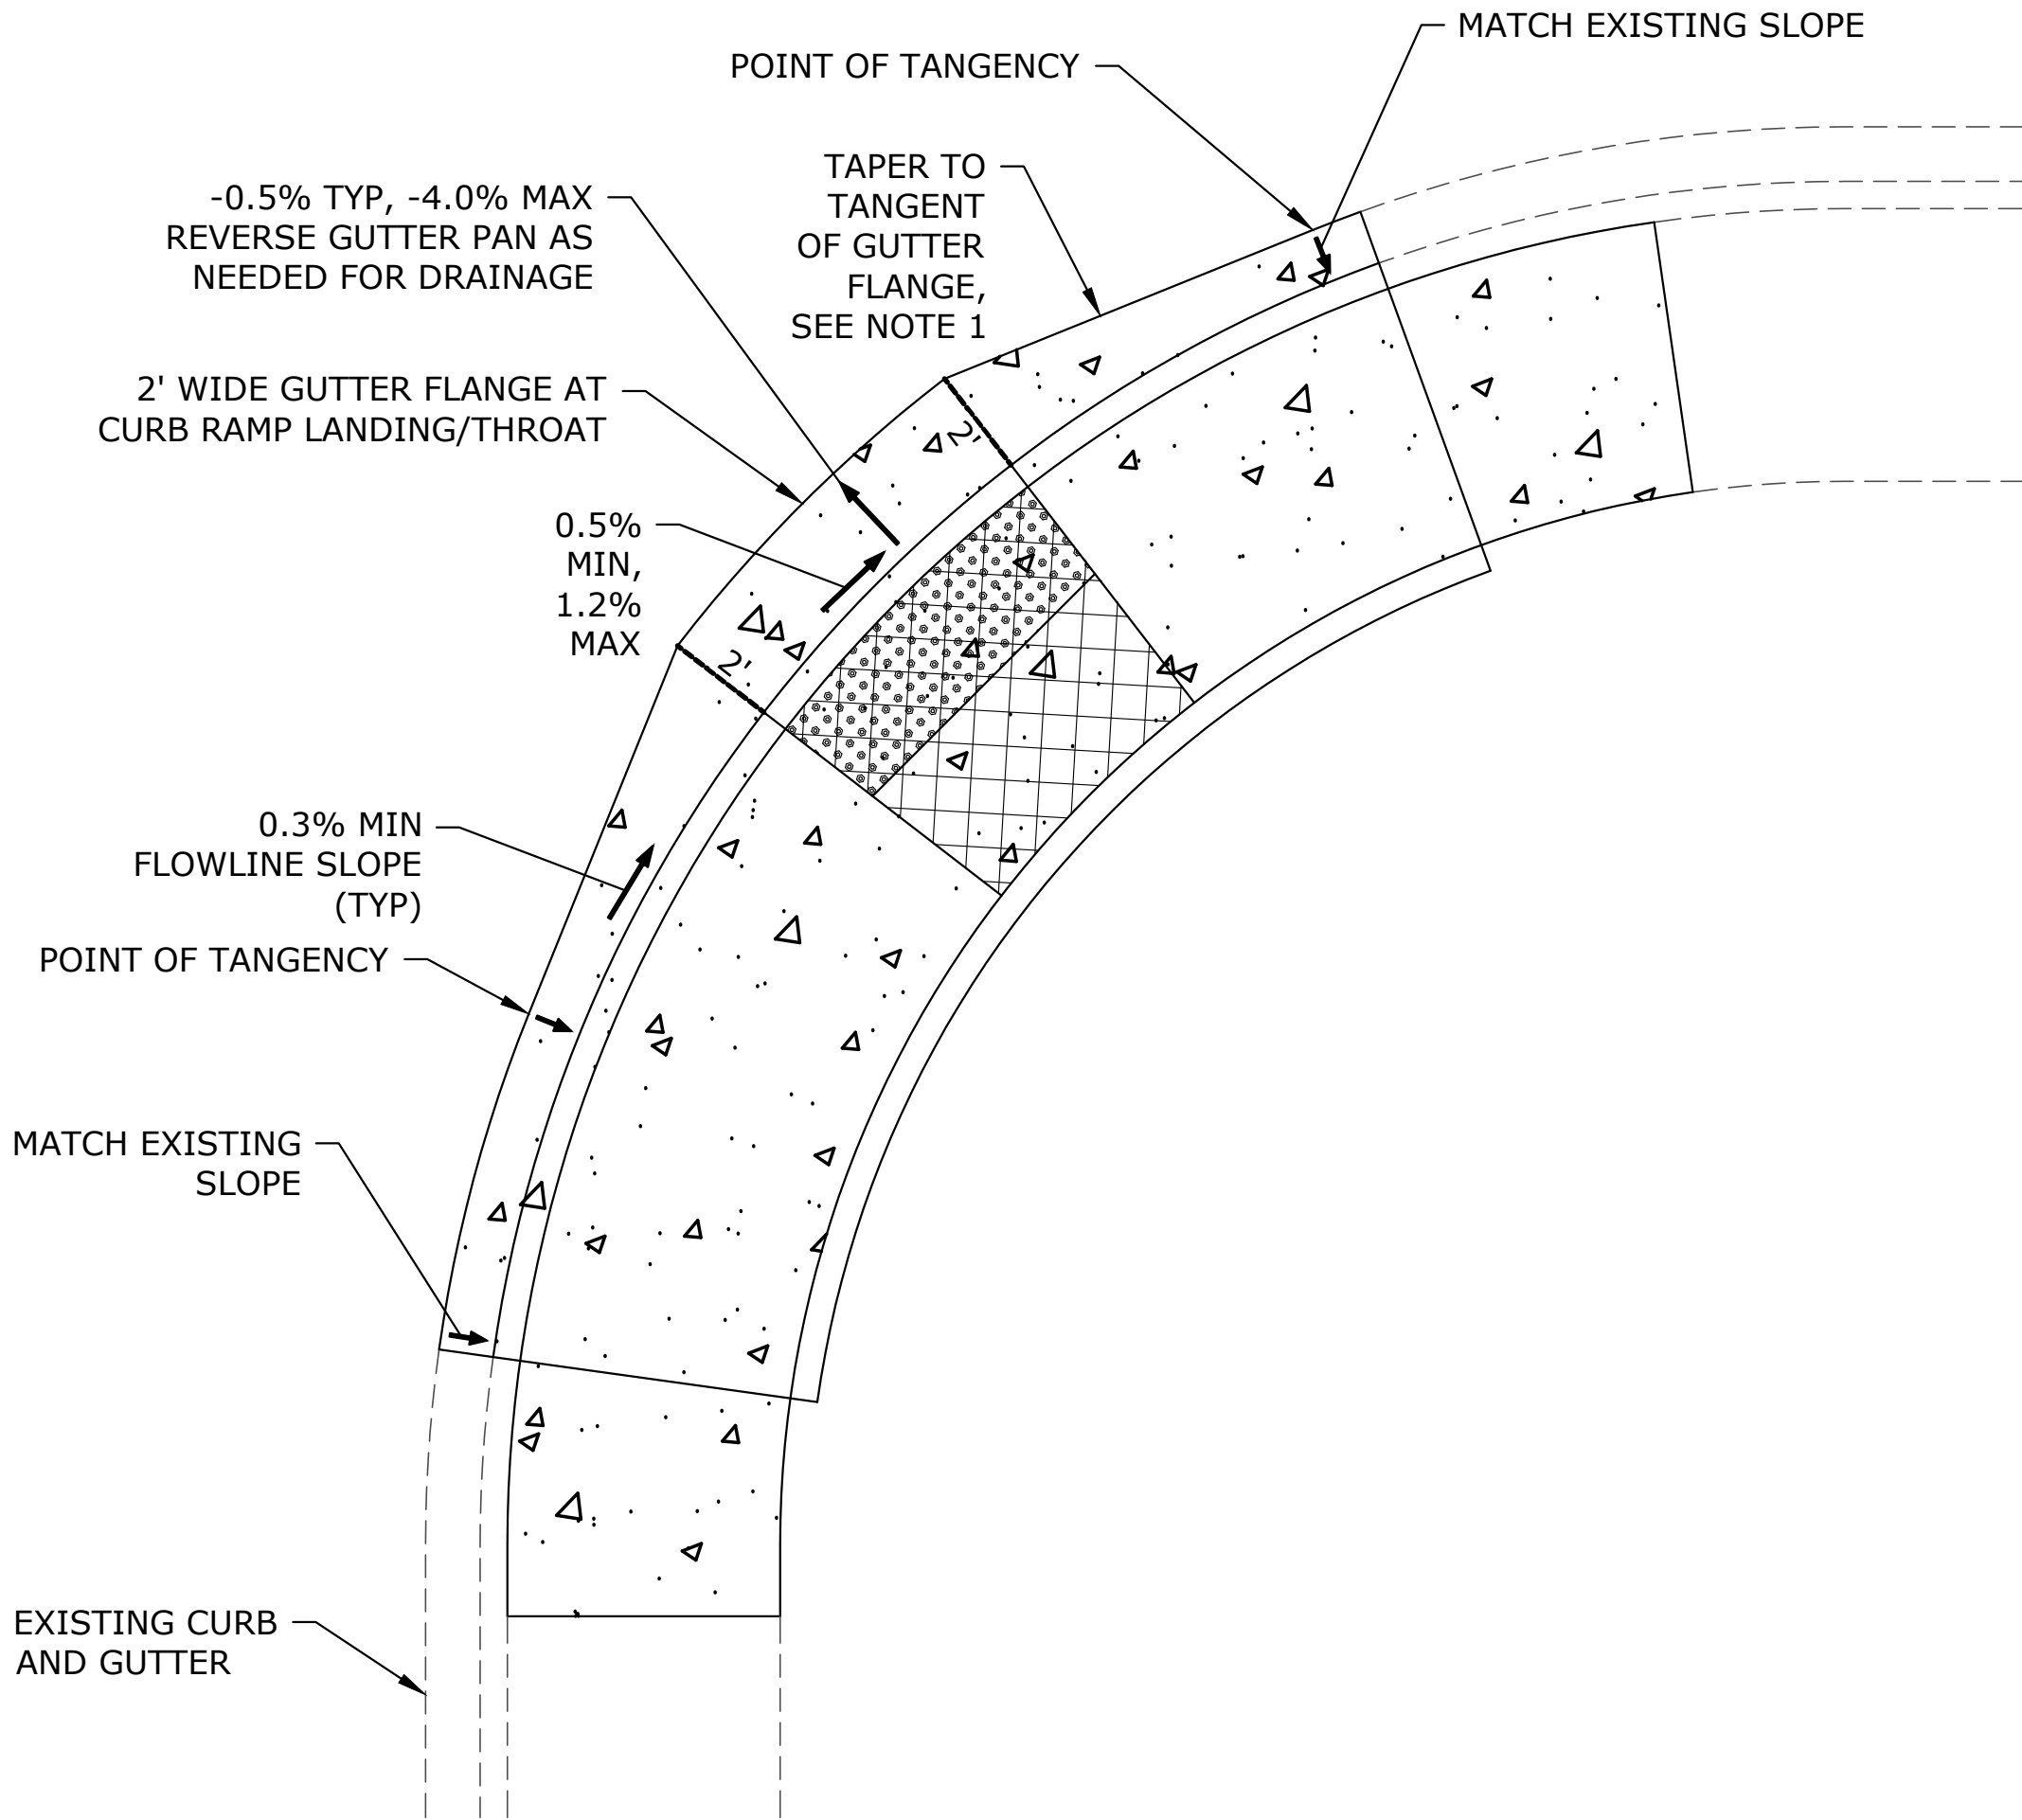 MATCH EXISTING SLOPE
POINT OF TANGENCY
TAPER TO
TANGENT
OF GUTTER
FLANGE,
SEE NOTE 1
-0.5% TYP, -4.0% MAX
REVERSE GUTTER PAN AS
NEEDED FOR DRAINAGE
2' WIDE GUTTER FLANGE AT
CURB RAMP LANDING/THROAT
2'
0.5%
MIN,
1.2%
MAX
2'
0.3% MIN
FLOWLINE SLOPE
(TYP)
POINT OF TANGENCY
MATCH EXISTING
SLOPE
EXISTING CURB
AND GUTTER